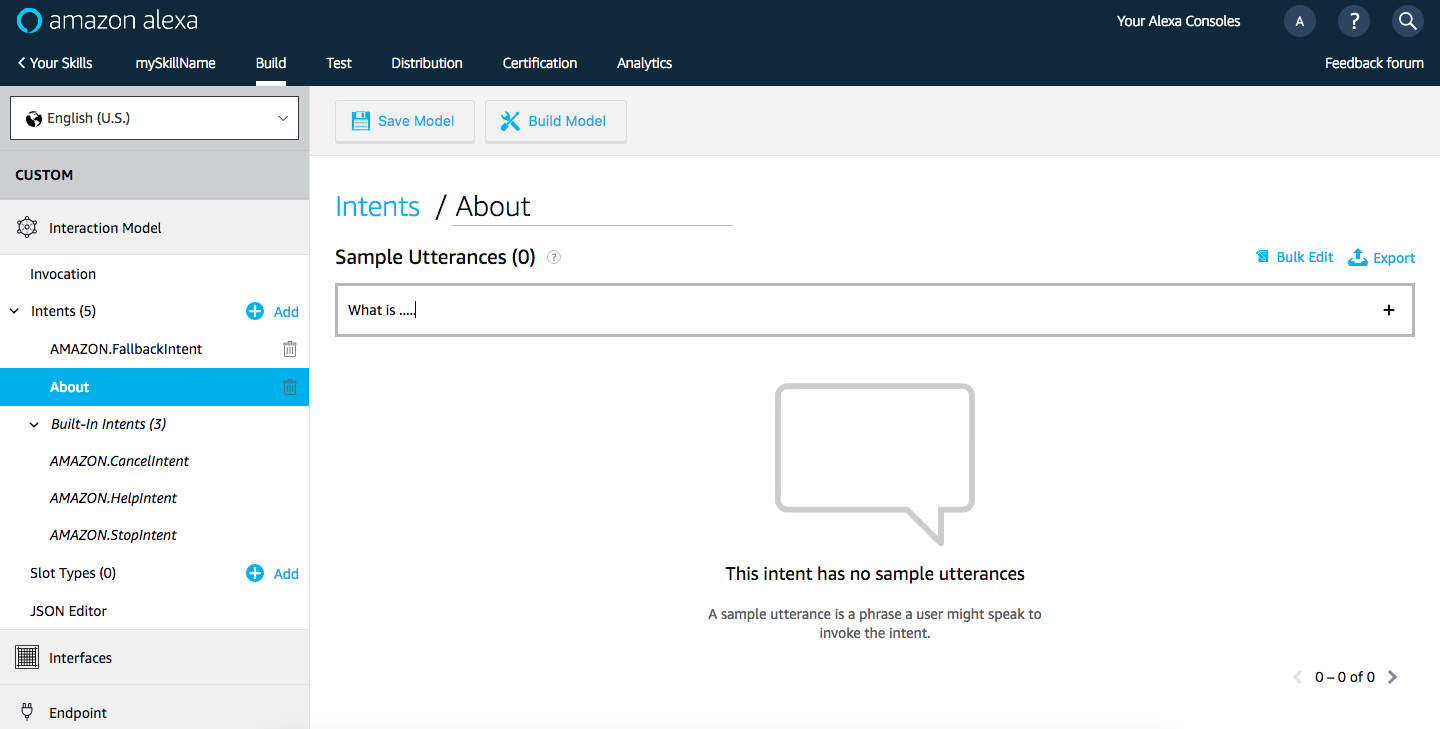 amazon alexa
Your Alexa Consoles
A
?
Your Skills
mySkillName
Build
Test
Distribution
Certification
Analytics
Feedback forum
English (U.S.)
Save Model
Build Model
CUSTOM
Interaction Model
Invocation
Intents (5)
Add
AMAZON.FallbackIntent
About
Built-In Intents (3)
AMAZON.CancelIntent
AMAZON.HelpIntent
AMAZON.StopIntent
Slot Types (0)
Add
JSON Editor
Interfaces
Endpoint
Intents / About
Sample Utterances (0)
?
Bulk Edit
Export
What is .....
+
This intent has no sample utterances
A sample utterance is a phrase a user might speak to
invoke the intent.
0 – 0 of 0